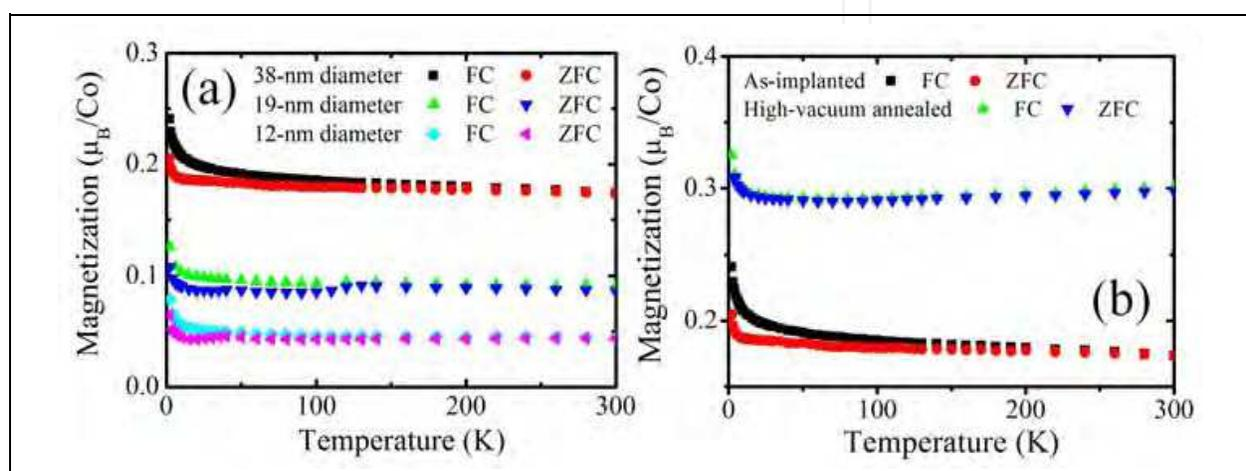 (a)
38-nm diameter FC ZFC
19-nm diameter FC ZFC
12-nm diameter FC ZFC
0.3
0.2
0.1
0.0
Magnetization (μB/Co)
0 100 200 300
Temperature (K)
(b)
As-implanted FC ZFC
High-vacuum annealed FC ZFC
0.4
0.3
0.2
Magnetization (μB/Co)
0 100 200 300
Temperature (K)